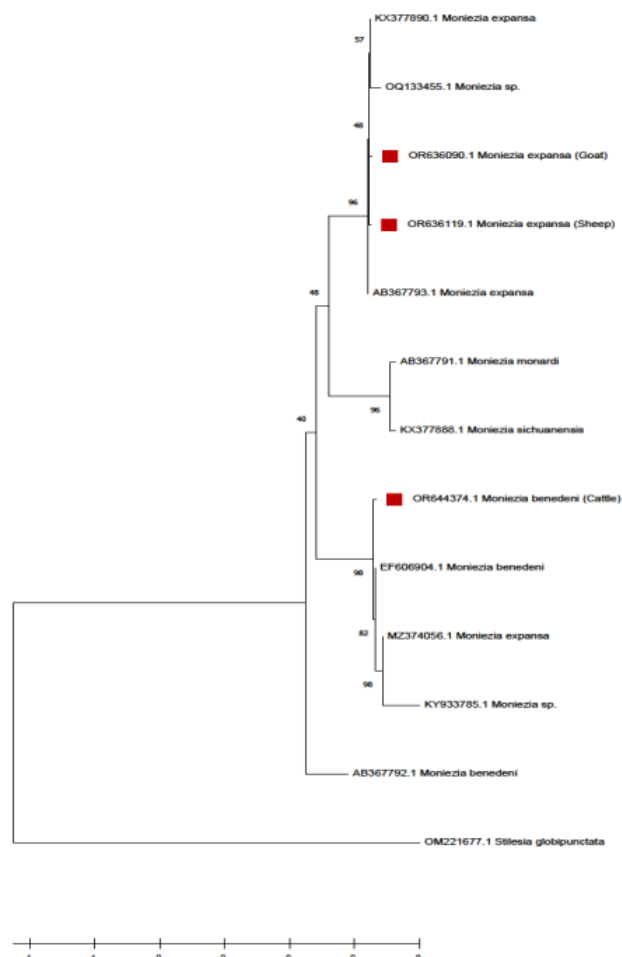 KX377890.1 Moniezia expansa
57
OQ133455.1 Moniezia sp.
48
OR636090.1 Moniezia expansa (Goat)
96
OR636119.1 Moniezia expansa (Sheep)
AB367793.1 Moniezia expansa
48
AB367791.1 Moniezia monardi
96
KX377888.1 Moniezia sichuanensis
40
OR644374.1 Moniezia benedeni (Cattle)
98
EF606904.1 Moniezia benedeni
82
MZ374056.1 Moniezia expansa
98
KY933785.1 Moniezia sp.
AB367792.1 Moniezia benedeni
OM221677.1 Stilesia globipunctata